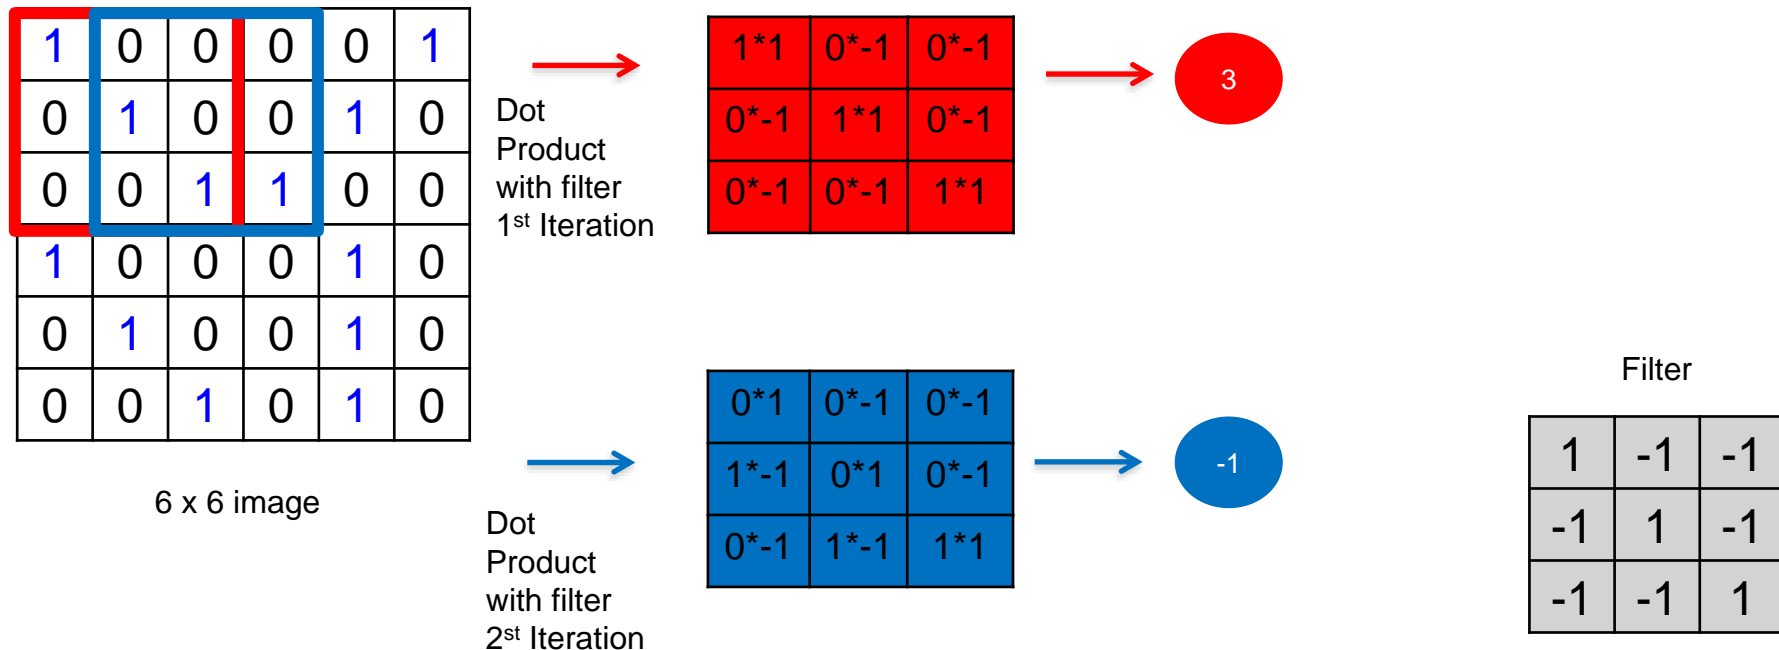 1 0 0 0 0 1
0 1 0 0 1 0
0 0 1 1 0 0
1 0 0 0 1 0
0 1 0 0 1 0
0 0 1 0 1 0
6 x 6 image
Dot
Product
with filter
1st Iteration
1*1 0*-1 0*-1
0*-1 1*1 0*-1
0*-1 0*-1 1*1
3
Dot
Product
with filter
2st Iteration
0*1 0*-1 0*-1
1*-1 0*1 0*-1
0*-1 1*-1 1*1
-1
Filter
1 -1 -1
-1 1 -1
-1 -1 1